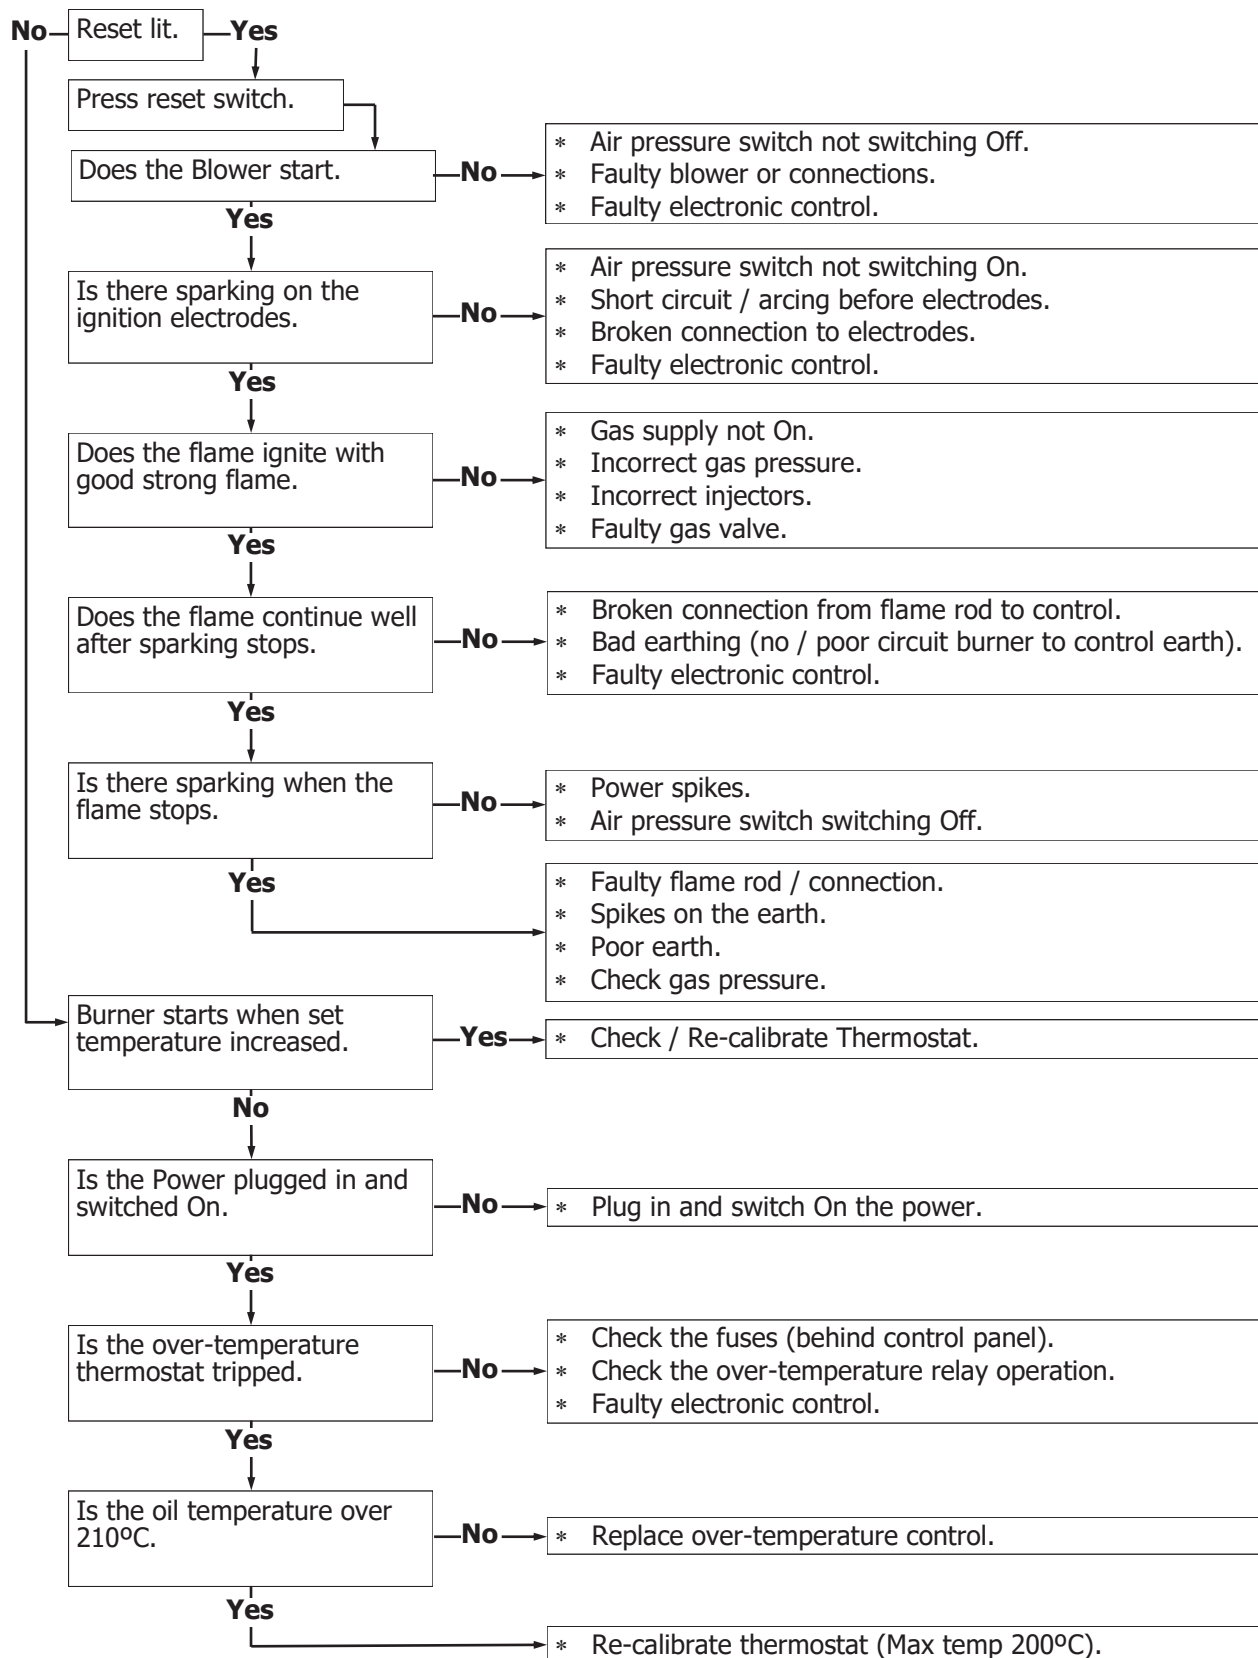 No
Reset lit.
Yes
Press reset switch.
Does the Blower start.
No
* Air pressure switch not switching Off.
* Faulty blower or connections.
* Faulty electronic control.
Yes
Is there sparking on the
ignition electrodes.
No
* Air pressure switch not switching On.
* Short circuit / arcing before electrodes.
* Broken connection to electrodes.
* Faulty electronic control.
Yes
Does the flame ignite with
good strong flame.
No
* Gas supply not On.
* Incorrect gas pressure.
* Incorrect injectors.
* Faulty gas valve.
Yes
Does the flame continue well
after sparking stops.
No
* Broken connection from flame rod to control.
* Bad earthing (no / poor circuit burner to control earth).
* Faulty electronic control.
Yes
Is there sparking when the
flame stops.
No
* Power spikes.
* Air pressure switch switching Off.
Yes
* Faulty flame rod / connection.
* Spikes on the earth.
* Poor earth.
* Check gas pressure.
Burner starts when set
temperature increased.
Yes
* Check / Re-calibrate Thermostat.
No
Is the Power plugged in and
switched On.
No
* Plug in and switch On the power.
Yes
Is the over-temperature
thermostat tripped.
No
* Check the fuses (behind control panel).
* Check the over-temperature relay operation.
* Faulty electronic control.
Yes
Is the oil temperature over
210ºC.
No
* Replace over-temperature control.
Yes
* Re-calibrate thermostat (Max temp 200ºC).